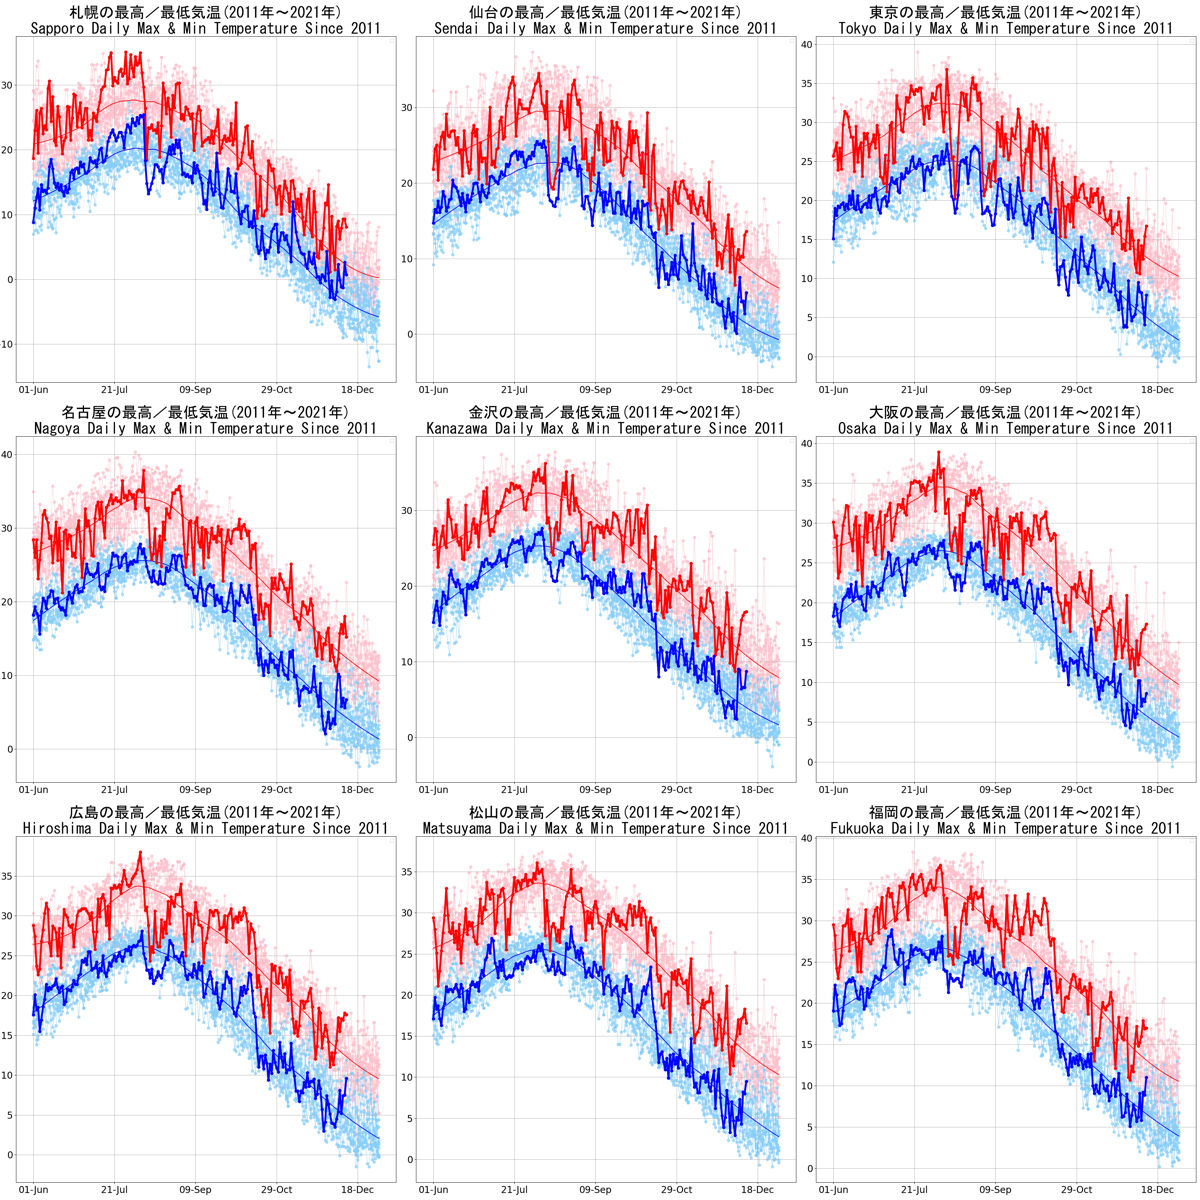 札幌の最高／最低気温(2011年〜2021年)
Sapporo Daily Max & Min Temperature Since 2011
30
20
10
0
-10
01-Jun 21-Jul 09-Sep 29-Oct 18-Dec
仙台の最高／最低気温(2011年〜2021年)
Sendai Daily Max & Min Temperature Since 2011
30
20
10
0
01-Jun 21-Jul 09-Sep 29-Oct 18-Dec
東京の最高／最低気温(2011年〜2021年)
Tokyo Daily Max & Min Temperature Since 2011
40
35
30
25
20
15
10
5
0
01-Jun 21-Jul 09-Sep 29-Oct 18-Dec
名古屋の最高／最低気温(2011年〜2021年)
Nagoya Daily Max & Min Temperature Since 2011
40
30
20
10
0
01-Jun 21-Jul 09-Sep 29-Oct 18-Dec
金沢の最高／最低気温(2011年〜2021年)
Kanazawa Daily Max & Min Temperature Since 2011
30
20
10
0
01-Jun 21-Jul 09-Sep 29-Oct 18-Dec
大阪の最高／最低気温(2011年〜2021年)
Osaka Daily Max & Min Temperature Since 2011
40
35
30
25
20
15
10
5
0
01-Jun 21-Jul 09-Sep 29-Oct 18-Dec
広島の最高／最低気温(2011年〜2021年)
Hiroshima Daily Max & Min Temperature Since 2011
35
30
25
20
15
10
5
0
01-Jun 21-Jul 09-Sep 29-Oct 18-Dec
松山の最高／最低気温(2011年〜2021年)
Matsuyama Daily Max & Min Temperature Since 2011
35
30
25
20
15
10
5
0
01-Jun 21-Jul 09-Sep 29-Oct 18-Dec
福岡の最高／最低気温(2011年〜2021年)
Fukuoka Daily Max & Min Temperature Since 2011
40
35
30
25
20
15
10
5
0
01-Jun 21-Jul 09-Sep 29-Oct 18-Dec